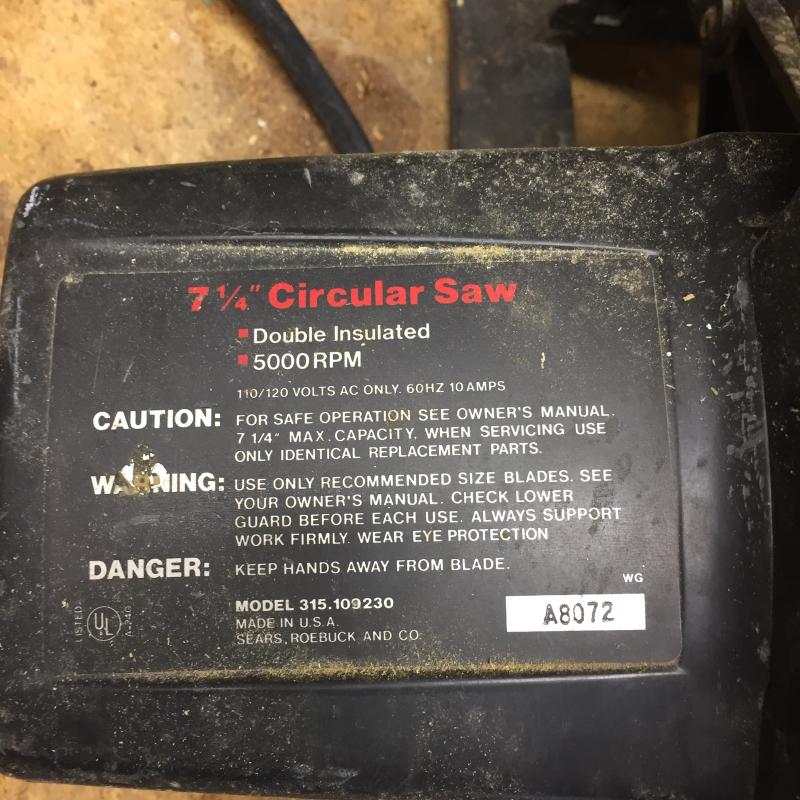 7 1/4" Circular Saw
Double Insulated
5000 RPM
110/120 VOLTS AC ONLY. 60HZ 10 AMPS
CAUTION: FOR SAFE OPERATION SEE OWNER'S MANUAL.
7 1/4" MAX. CAPACITY. WHEN SERVICING USE
ONLY IDENTICAL REPLACEMENT PARTS.
WARNING: USE ONLY RECOMMENDED SIZE BLADES. SEE
YOUR OWNER'S MANUAL. CHECK LOWER
GUARD BEFORE EACH USE. ALWAYS SUPPORT
WORK FIRMLY. WEAR EYE PROTECTION
DANGER: KEEP HANDS AWAY FROM BLADE.
WG
MODEL 315.109230
A8072
MADE IN U.S.A.
SEARS, ROEBUCK AND CO.
LISTED
UL